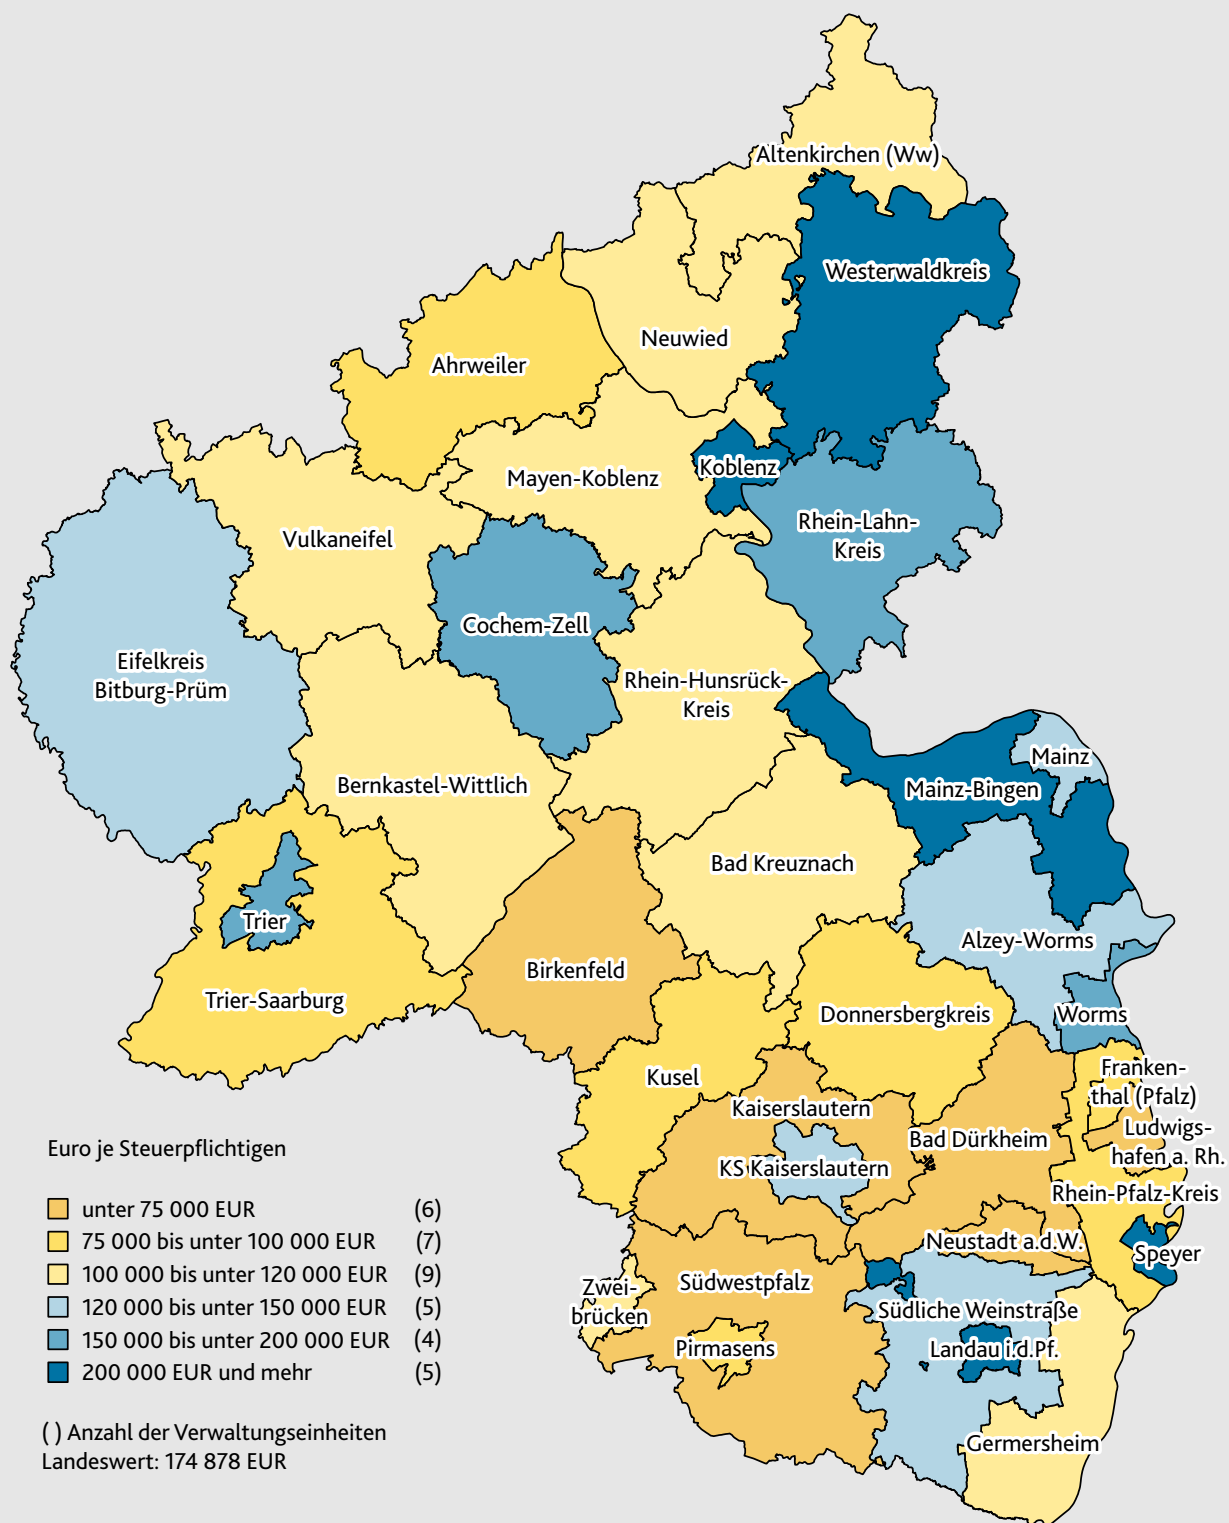 Altenkirchen (Ww)
Westerwaldkreis
Neuwied
Ahrweiler
Koblenz
Mayen-Koblenz
Rhein-Lahn-
Kreis
Vulkaneifel
Cochem-Zell
Eifelkreis
Bitburg-Prüm
Rhein-Hunsrück-
Kreis
Mainz
Bernkastel-Wittlich
Mainz-Bingen
Bad Kreuznach
Trier
Alzey-Worms
Birkenfeld
Trier-Saarburg
Donnersbergkreis
Worms
Kusel
Franken-
thal (Pfalz)
Kaiserslautern
Ludwigs-
hafen a. Rh.
Bad Dürkheim
KS Kaiserslautern
Rhein-Pfalz-Kreis
Neustadt a.d.W.
Speyer
Südwestpfalz
Zwei-
brücken
Südliche Weinstraße
Pirmasens
Landau i.d.Pf.
Germersheim
Euro je Steuerpflichtigen
unter 75 000 EUR (6)
75 000 bis unter 100 000 EUR (7)
100 000 bis unter 120 000 EUR (9)
120 000 bis unter 150 000 EUR (5)
150 000 bis unter 200 000 EUR (4)
200 000 EUR und mehr (5)
( ) Anzahl der Verwaltungseinheiten
Landeswert: 174 878 EUR